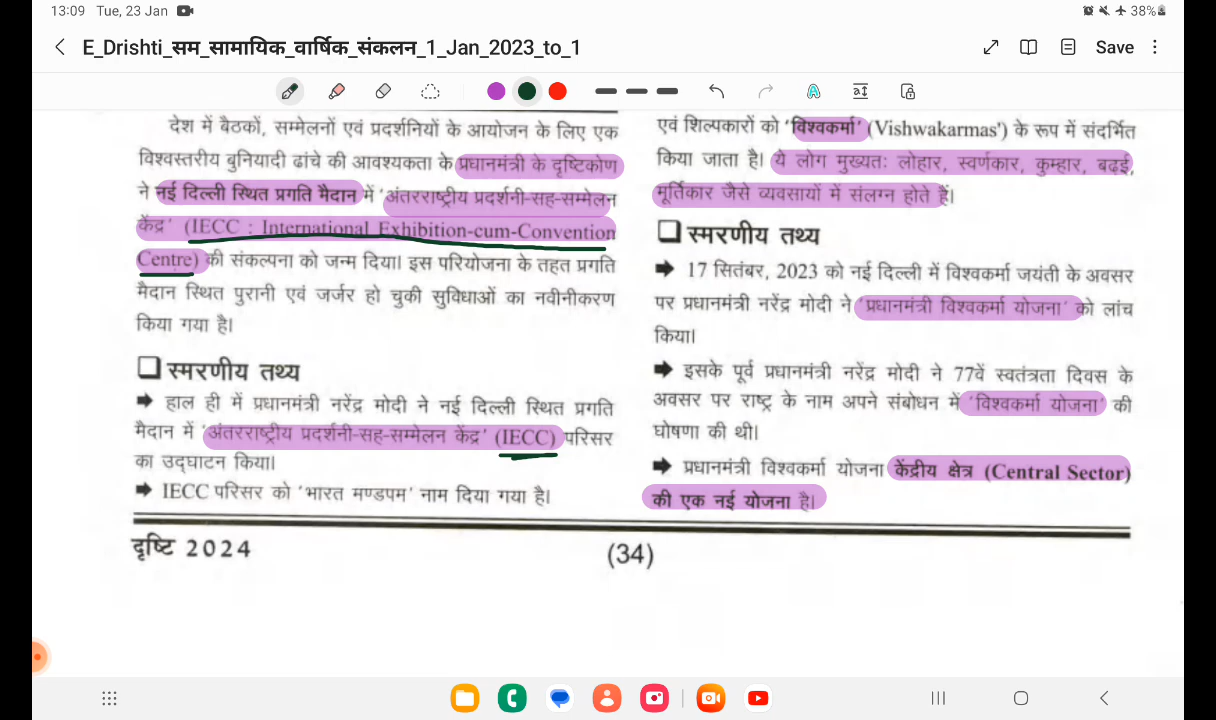 13:09 Tue, 23 Jan
38%
E_Drishti_सम_सामायिक_वार्षिक_संकलन_1_Jan_2023_to_1
Save
देश में बैठकों, सम्मेलनों एवं प्रदर्शनियों के आयोजन के लिए एक
विश्वस्तरीय बुनियादी ढांचे की आवश्यकता के प्रधानमंत्री के दृष्टिकोण
ने नई दिल्ली स्थित प्रगति मैदान में 'अंतरराष्ट्रीय प्रदर्शनी-सह-सम्मेलन
केंद्र' (IECC : International Exhibition-cum-Convention
Centre) की संकल्पना को जन्म दिया। इस परियोजना के तहत प्रगति
मैदान स्थित पुरानी एवं जर्जर हो चुकी सुविधाओं का नवीनीकरण
किया गया है।
❑ स्मरणीय तथ्य
➡ हाल ही में प्रधानमंत्री नरेंद्र मोदी ने नई दिल्ली स्थित प्रगति
मैदान में 'अंतरराष्ट्रीय प्रदर्शनी-सह-सम्मेलन केंद्र' (IECC) परिसर
का उद्घाटन किया।
➡ IECC परिसर को 'भारत मण्डपम' नाम दिया गया है।
एवं शिल्पकारों को 'विश्वकर्मा' (Vishwakarmas') के रूप में संदर्भित
किया जाता है। ये लोग मुख्यतः लोहार, स्वर्णकार, कुम्हार, बढ़ई,
मूर्तिकार जैसे व्यवसायों में संलग्न होते हैं।
❑ स्मरणीय तथ्य
➡ 17 सितंबर, 2023 को नई दिल्ली में विश्वकर्मा जयंती के अवसर
पर प्रधानमंत्री नरेंद्र मोदी ने 'प्रधानमंत्री विश्वकर्मा योजना' को लांच
किया।
➡ इसके पूर्व प्रधानमंत्री नरेंद्र मोदी ने 77वें स्वतंत्रता दिवस के
अवसर पर राष्ट्र के नाम अपने संबोधन में 'विश्वकर्मा योजना' की
घोषणा की थी।
➡ प्रधानमंत्री विश्वकर्मा योजना केंद्रीय क्षेत्र (Central Sector)
की एक नई योजना है।
दृष्टि 2024
(34)